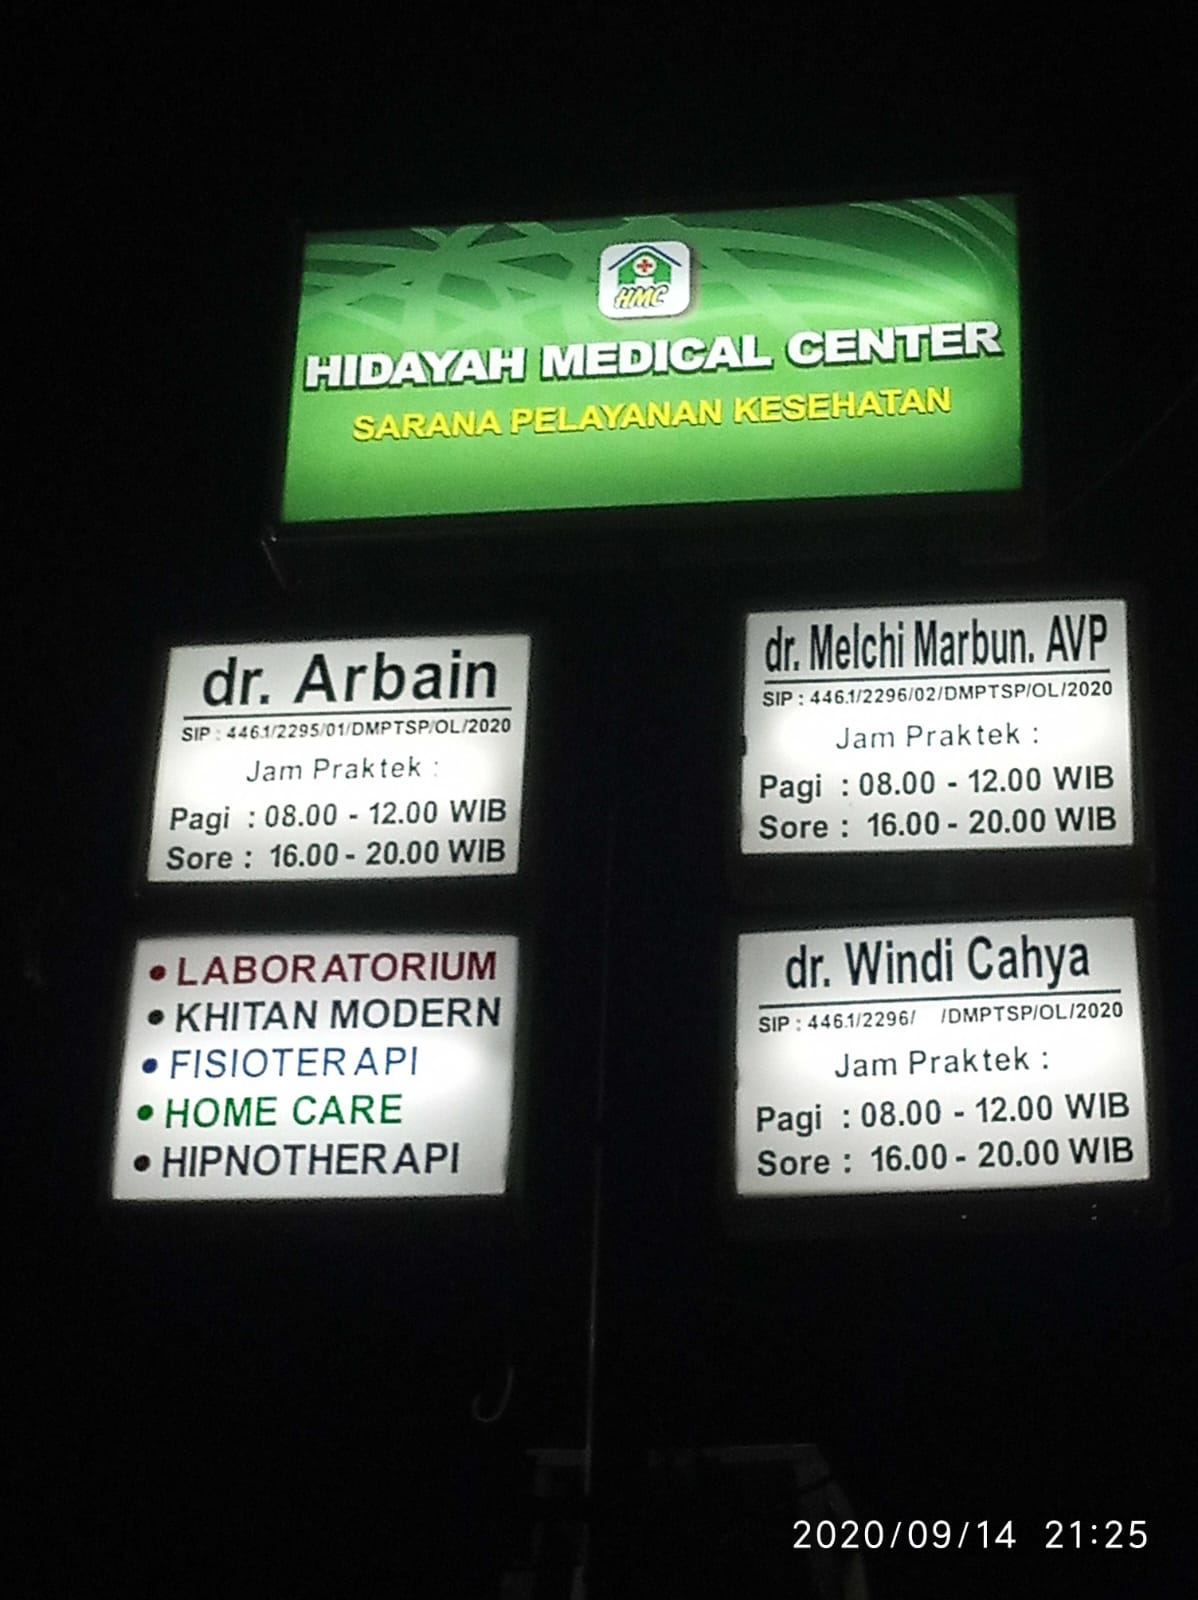 HMC
HIDAYAH MEDICAL CENTER
SARANA PELAYANAN KESEHATAN
dr. Arbain
SIP : 446.1/2295/01/DMPTSP/OL/2020
Jam Praktek :
Pagi : 08.00 - 12.00 WIB
Sore : 16.00 - 20.00 WIB
• LABORATORIUM
• KHITAN MODERN
• FISIOTERAPI
• HOME CARE
• HIPNOTHERAPI
dr. Melchi Marbun. AVP
SIP : 446.1/2296/02/DMPTSP/OL/2020
Jam Praktek :
Pagi : 08.00 - 12.00 WIB
Sore : 16.00 - 20.00 WIB
dr. Windi Cahya
SIP : 446.1/2296/ /DMPTSP/OL/2020
Jam Praktek :
Pagi : 08.00 - 12.00 WIB
Sore : 16.00 - 20.00 WIB
2020/09/14 21:25